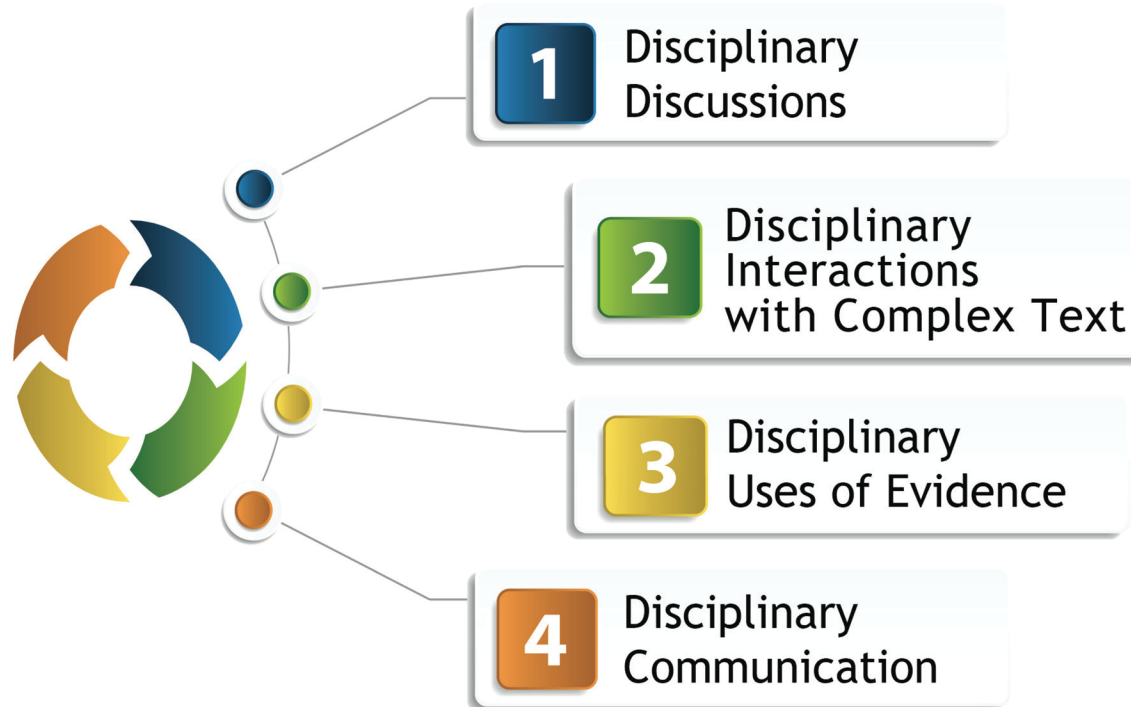 1
Disciplinary
Discussions
2
Disciplinary
Interactions
with Complex Text
3
Disciplinary
Uses of Evidence
4
Disciplinary
Communication